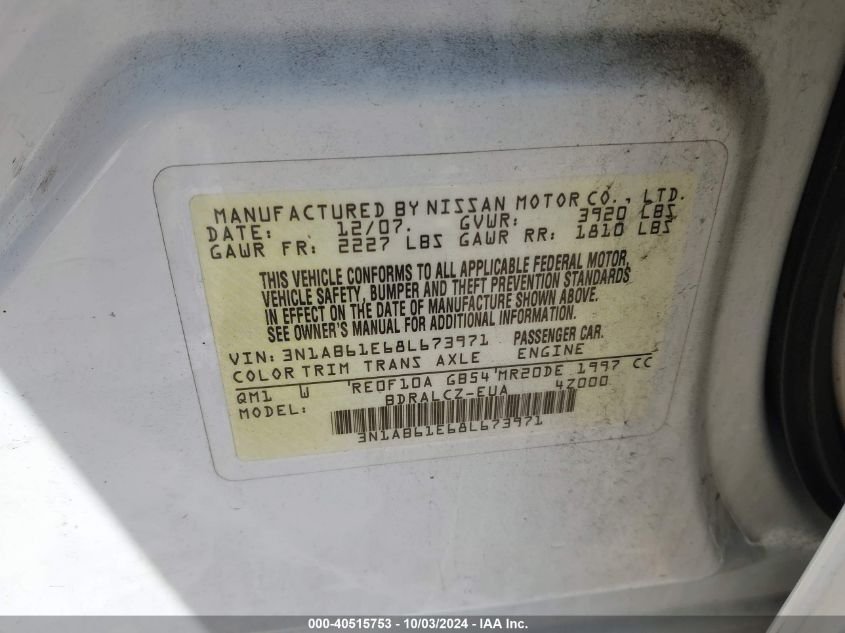 MANUFACTURED BY NISSAN MOTOR CO., LTD.
DATE: 12/07. GVWR: 3920 LBS
GAWR FR: 2227 LBS GAWR RR: 1810 LBS
THIS VEHICLE CONFORMS TO ALL APPLICABLE FEDERAL MOTOR
VEHICLE SAFETY, BUMPER AND THEFT PREVENTION STANDARDS
IN EFFECT ON THE DATE OF MANUFACTURE SHOWN ABOVE.
SEE OWNER'S MANUAL FOR ADDITIONAL INFORMATION.
VIN: 3N1AB61E68L673971 PASSENGER CAR.
COLOR TRIM TRANS AXLE ENGINE
QM1 W RE0F10A GB54 MR20DE 1997 CC
MODEL: BDRALCZ-EUA 4Z000
3N1AB61E68L673971
000-40515753 - 10/03/2024 - IAA Inc.